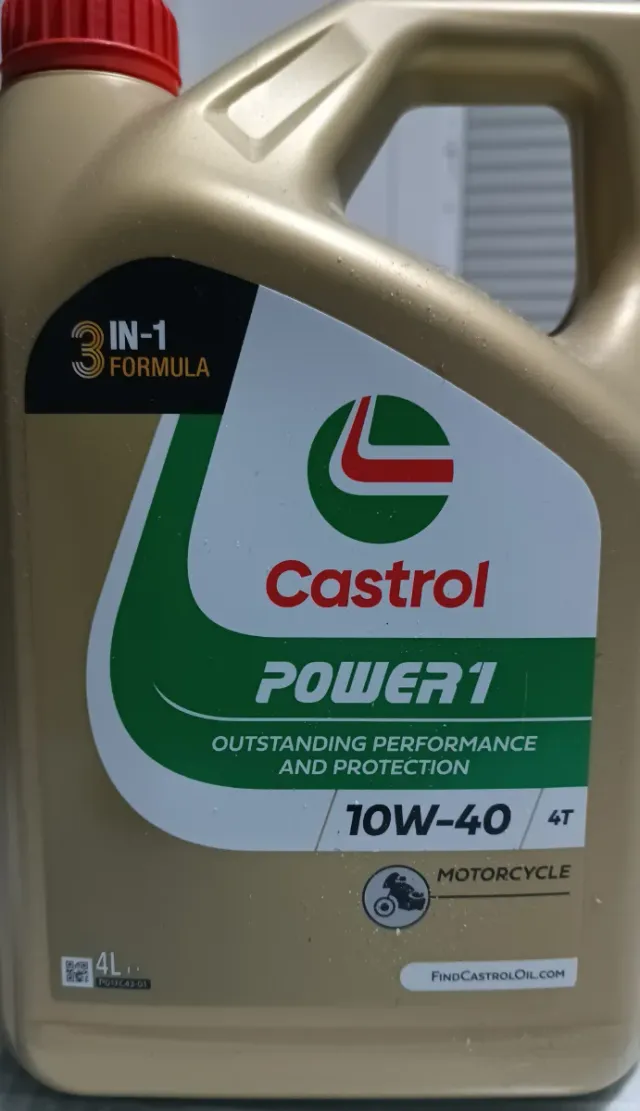 3 IN-1
FORMULA
Castrol
POWER1
OUTSTANDING PERFORMANCE
AND PROTECTION
10W-40
4T
MOTORCYCLE
4L
FINDCASTROLOIL.COM